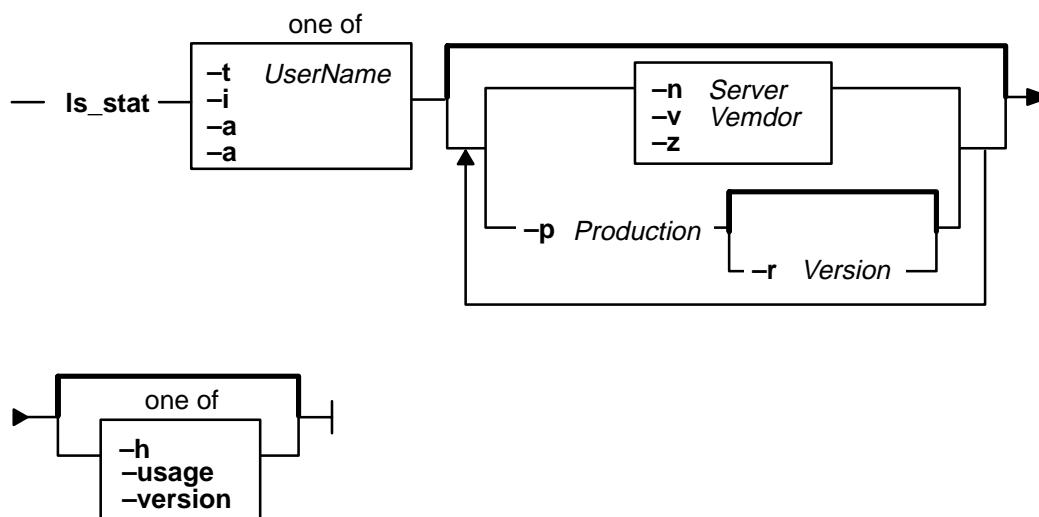 one of
ls_stat
–t UserName
–i
–a
–a
–n Server
–v Vemdor
–z
–p Production
–r Version
one of
–h
–usage
–version